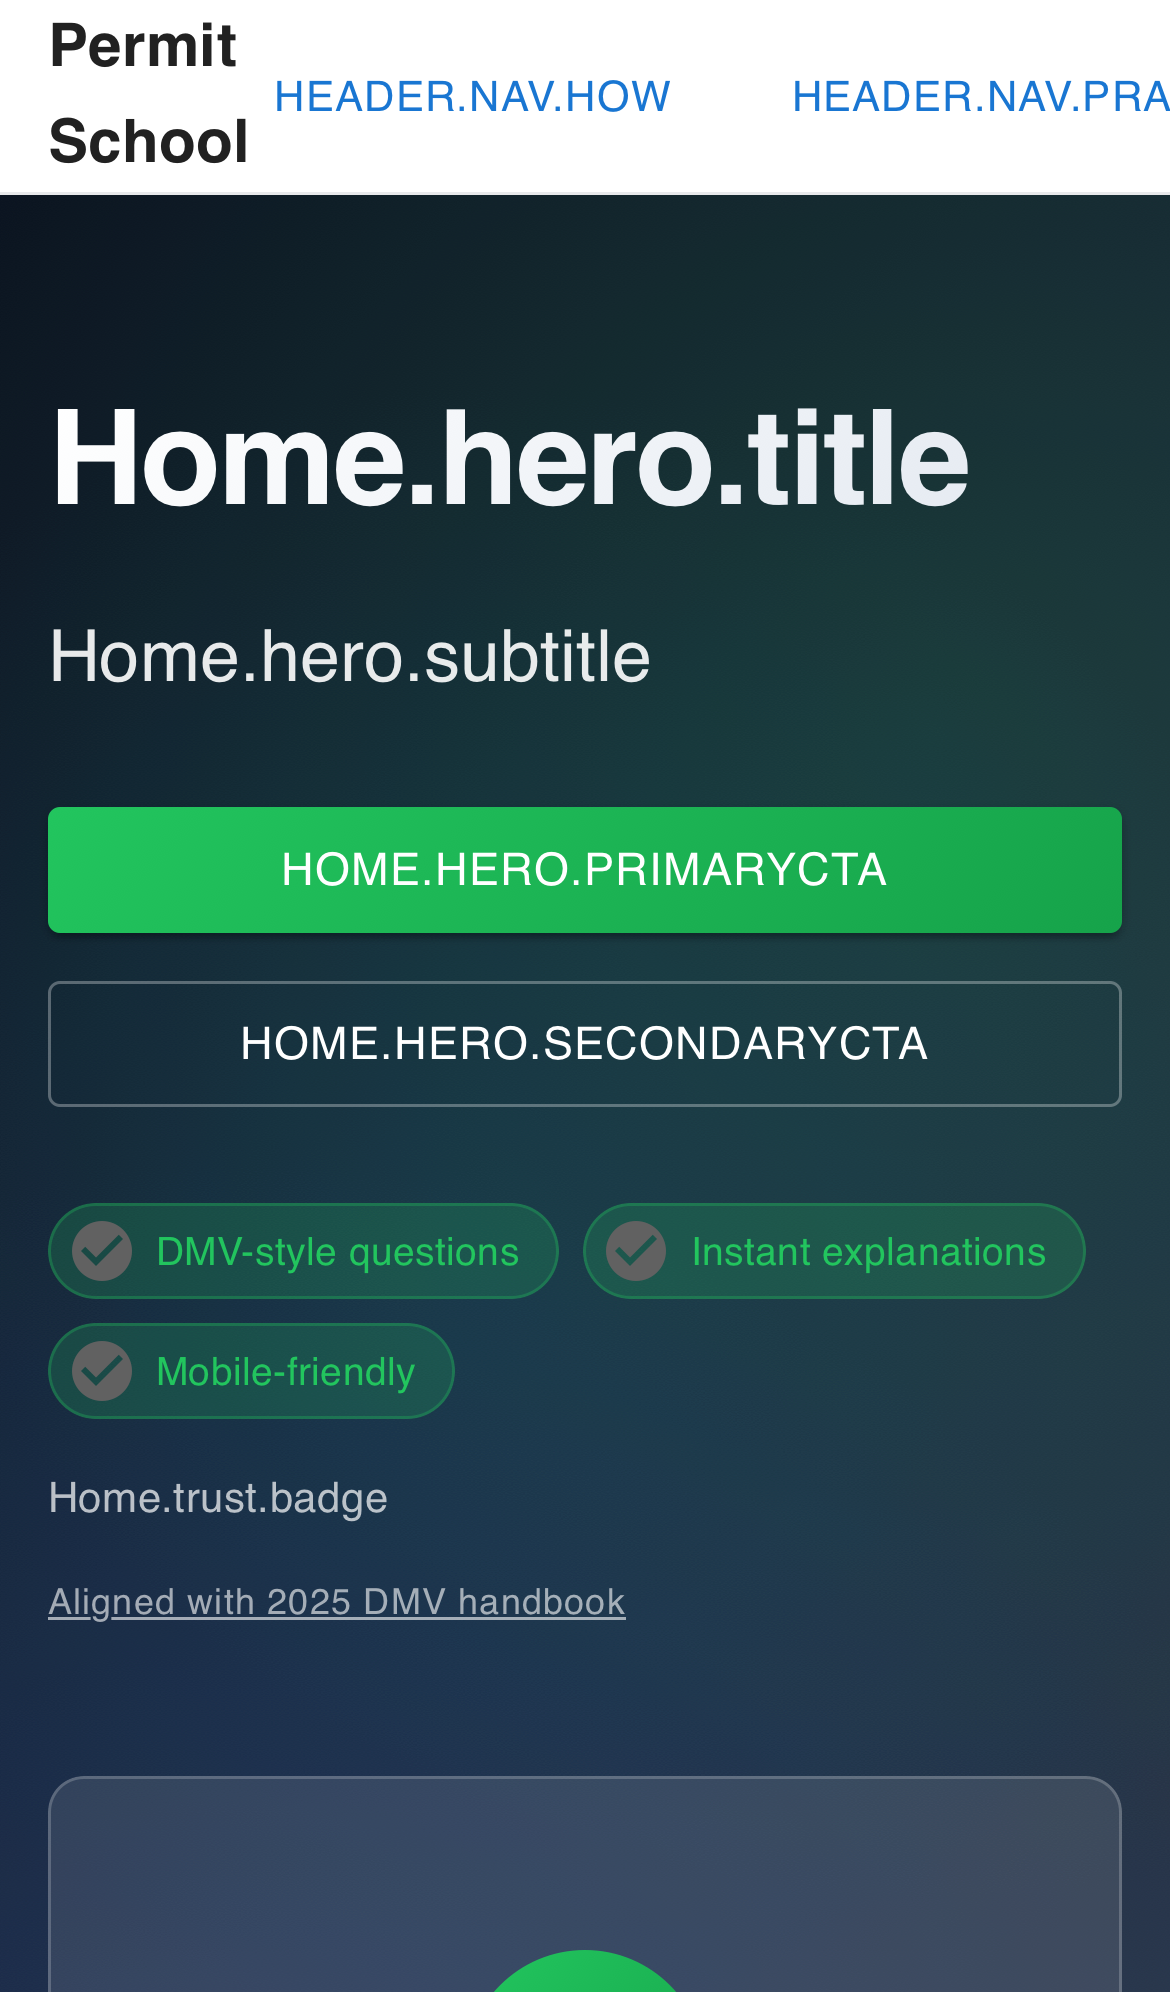 Permit
School
HEADER.NAV.HOW
HEADER.NAV.PRA
Home.hero.title
Home.hero.subtitle
HOME.HERO.PRIMARYCTA
HOME.HERO.SECONDARYCTA
DMV-style questions
Instant explanations
Mobile-friendly
Home.trust.badge
Aligned with 2025 DMV handbook